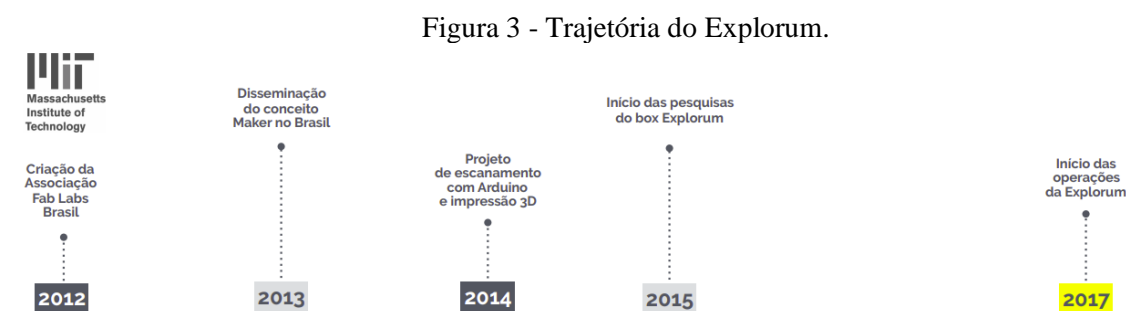 Figura 3 - Trajetória do Explorum.
MIT
Massachusetts
Institute of
Technology
Criação da
Associação
Fab Labs
Brasil
2012
Disseminação
do conceito
Maker no Brasil
2013
Projeto
de escanamento
com Arduino
e impressão 3D
2014
Início das pesquisas
do box Explorum
2015
Início das
operações
da Explorum
2017